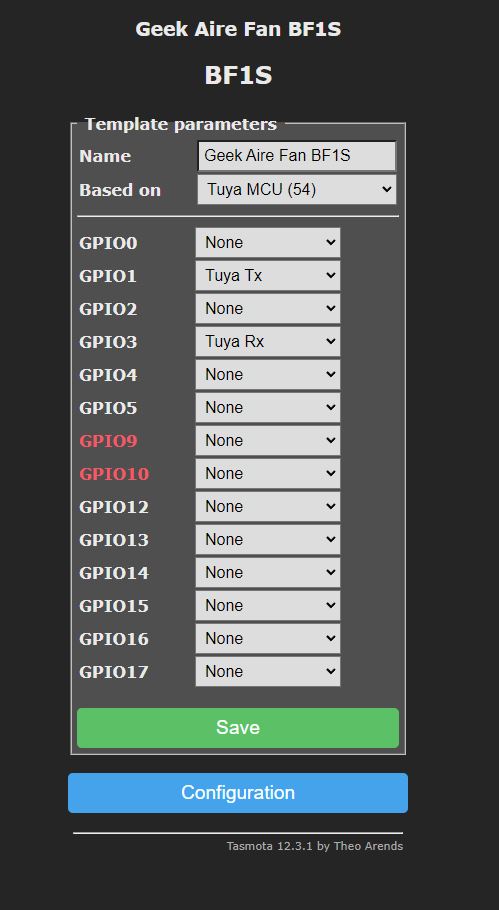 Geek Aire Fan BF1S
BF1S
Template parameters
Name Geek Aire Fan BF1S
Based on Tuya MCU (54)
GPIO0 None
GPIO1 Tuya Tx
GPIO2 None
GPIO3 Tuya Rx
GPIO4 None
GPIO5 None
GPIO9 None
GPIO10 None
GPIO12 None
GPIO13 None
GPIO14 None
GPIO15 None
GPIO16 None
GPIO17 None
Save
Configuration
Tasmota 12.3.1 by Theo Arends